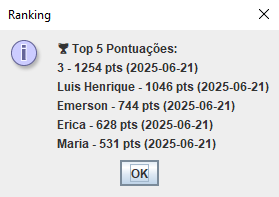 Ranking
🏆 Top 5 Pontuações:
3 - 1254 pts (2025-06-21)
Luis Henrique - 1046 pts (2025-06-21)
Emerson - 744 pts (2025-06-21)
Erica - 628 pts (2025-06-21)
Maria - 531 pts (2025-06-21)
OK